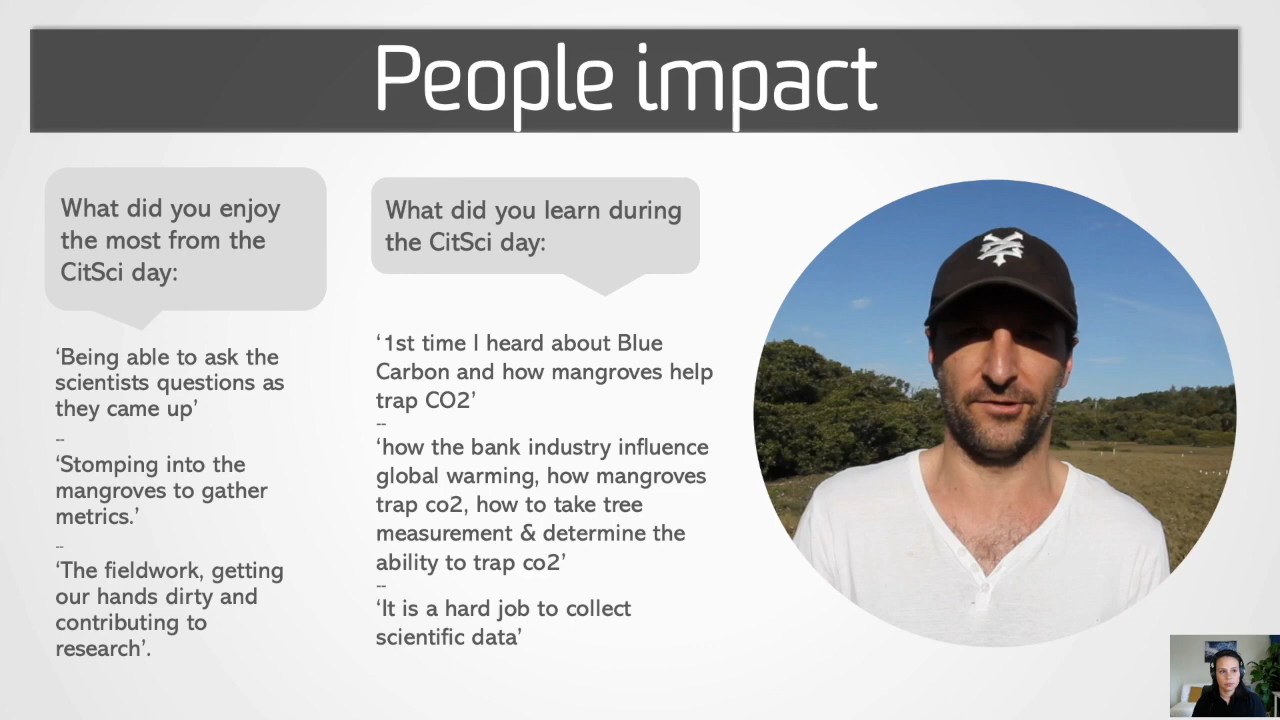 People impact
What did you enjoy
the most from the
CitSci day:
‘Being able to ask the
scientists questions as
they came up’
--
‘Stomping into the
mangroves to gather
metrics.’
--
‘The fieldwork, getting
our hands dirty and
contributing to
research’.
What did you learn during
the CitSci day:
‘1st time I heard about Blue
Carbon and how mangroves help
trap CO2’
--
‘how the bank industry influence
global warming, how mangroves
trap co2, how to take tree
measurement & determine the
ability to trap co2’
--
‘It is a hard job to collect
scientific data’